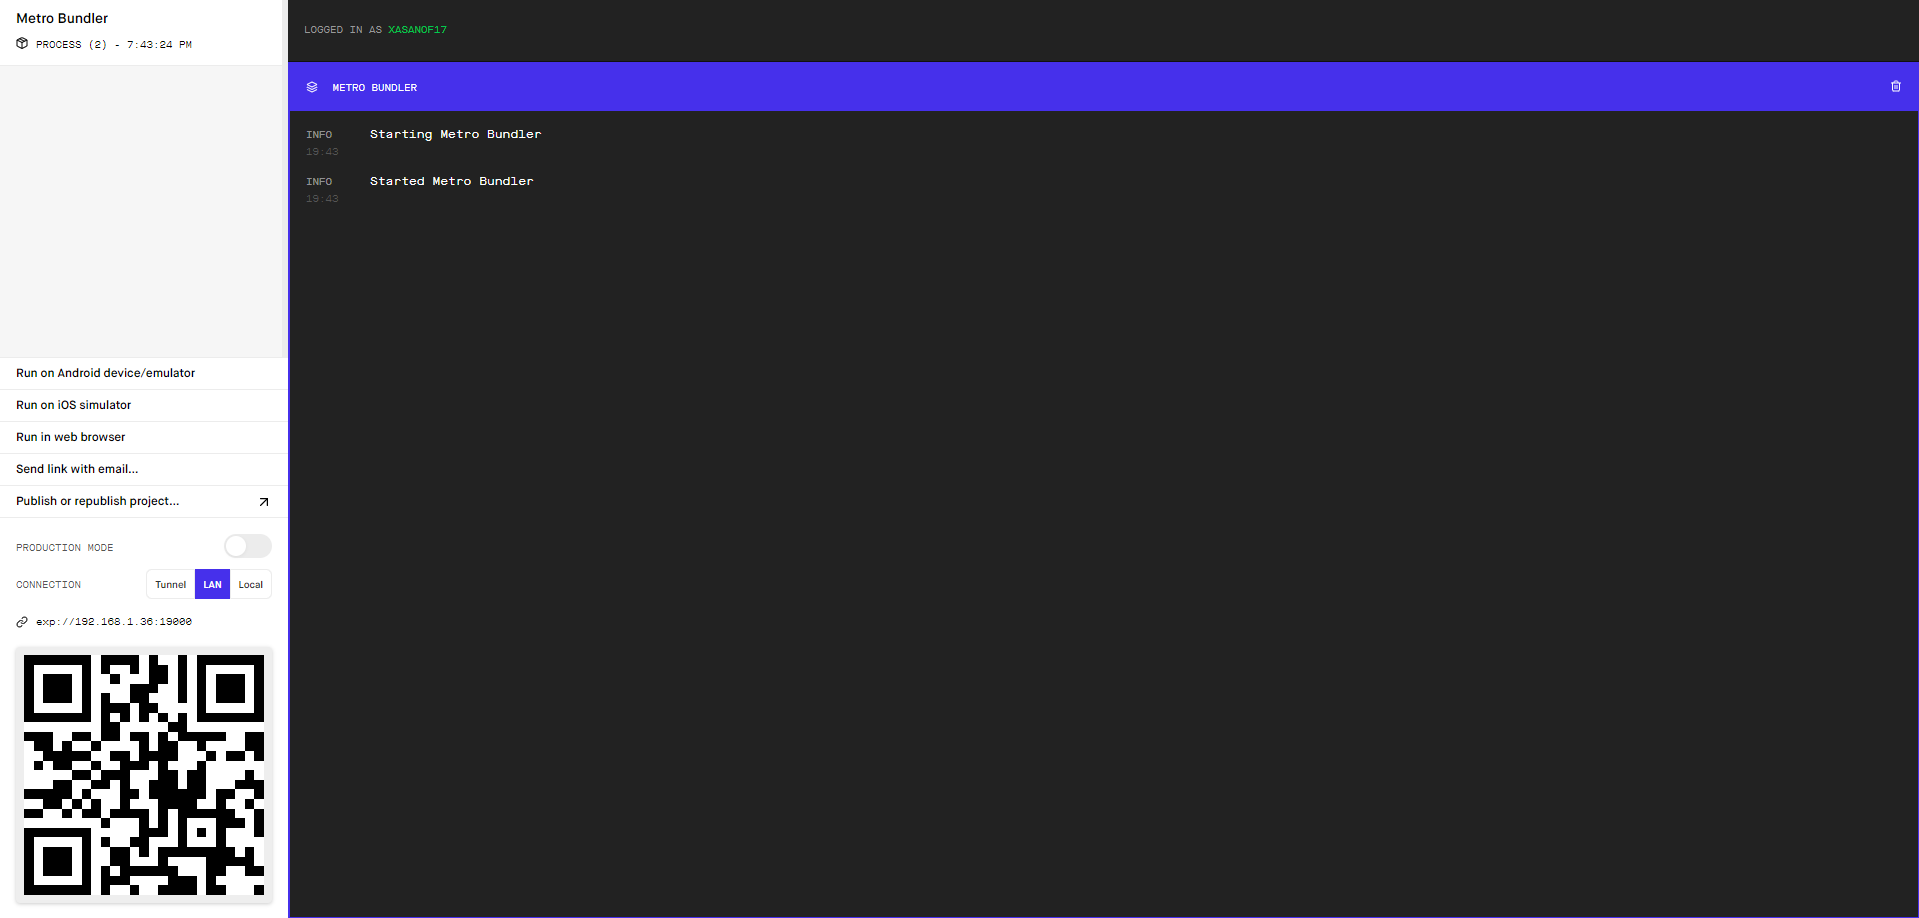 Metro Bundler
PROCESS (2) - 7:43:24 PM
Run on Android device/emulator
Run on iOS simulator
Run in web browser
Send link with email...
Publish or republish project...
PRODUCTION MODE
CONNECTION Tunnel LAN Local
exp://192.168.1.36:19000
LOGGED IN AS XASANOF17
METRO BUNDLER
INFO Starting Metro Bundler
19:43
INFO Started Metro Bundler
19:43